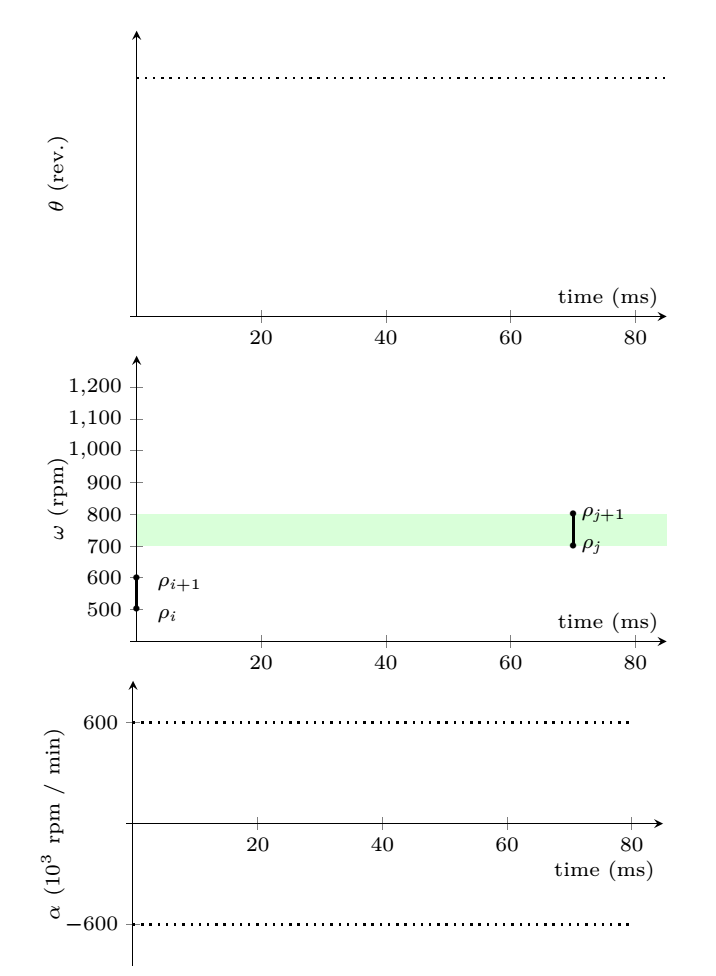 θ (rev.)
time (ms)
20 40 60 80
1,200
1,100
1,000
900
800
700
600
500
ω (rpm)
ρj+1
ρj
ρi+1
ρi
time (ms)
20 40 60 80
600
α (10³ rpm / min)
20 40 60 80
time (ms)
−600